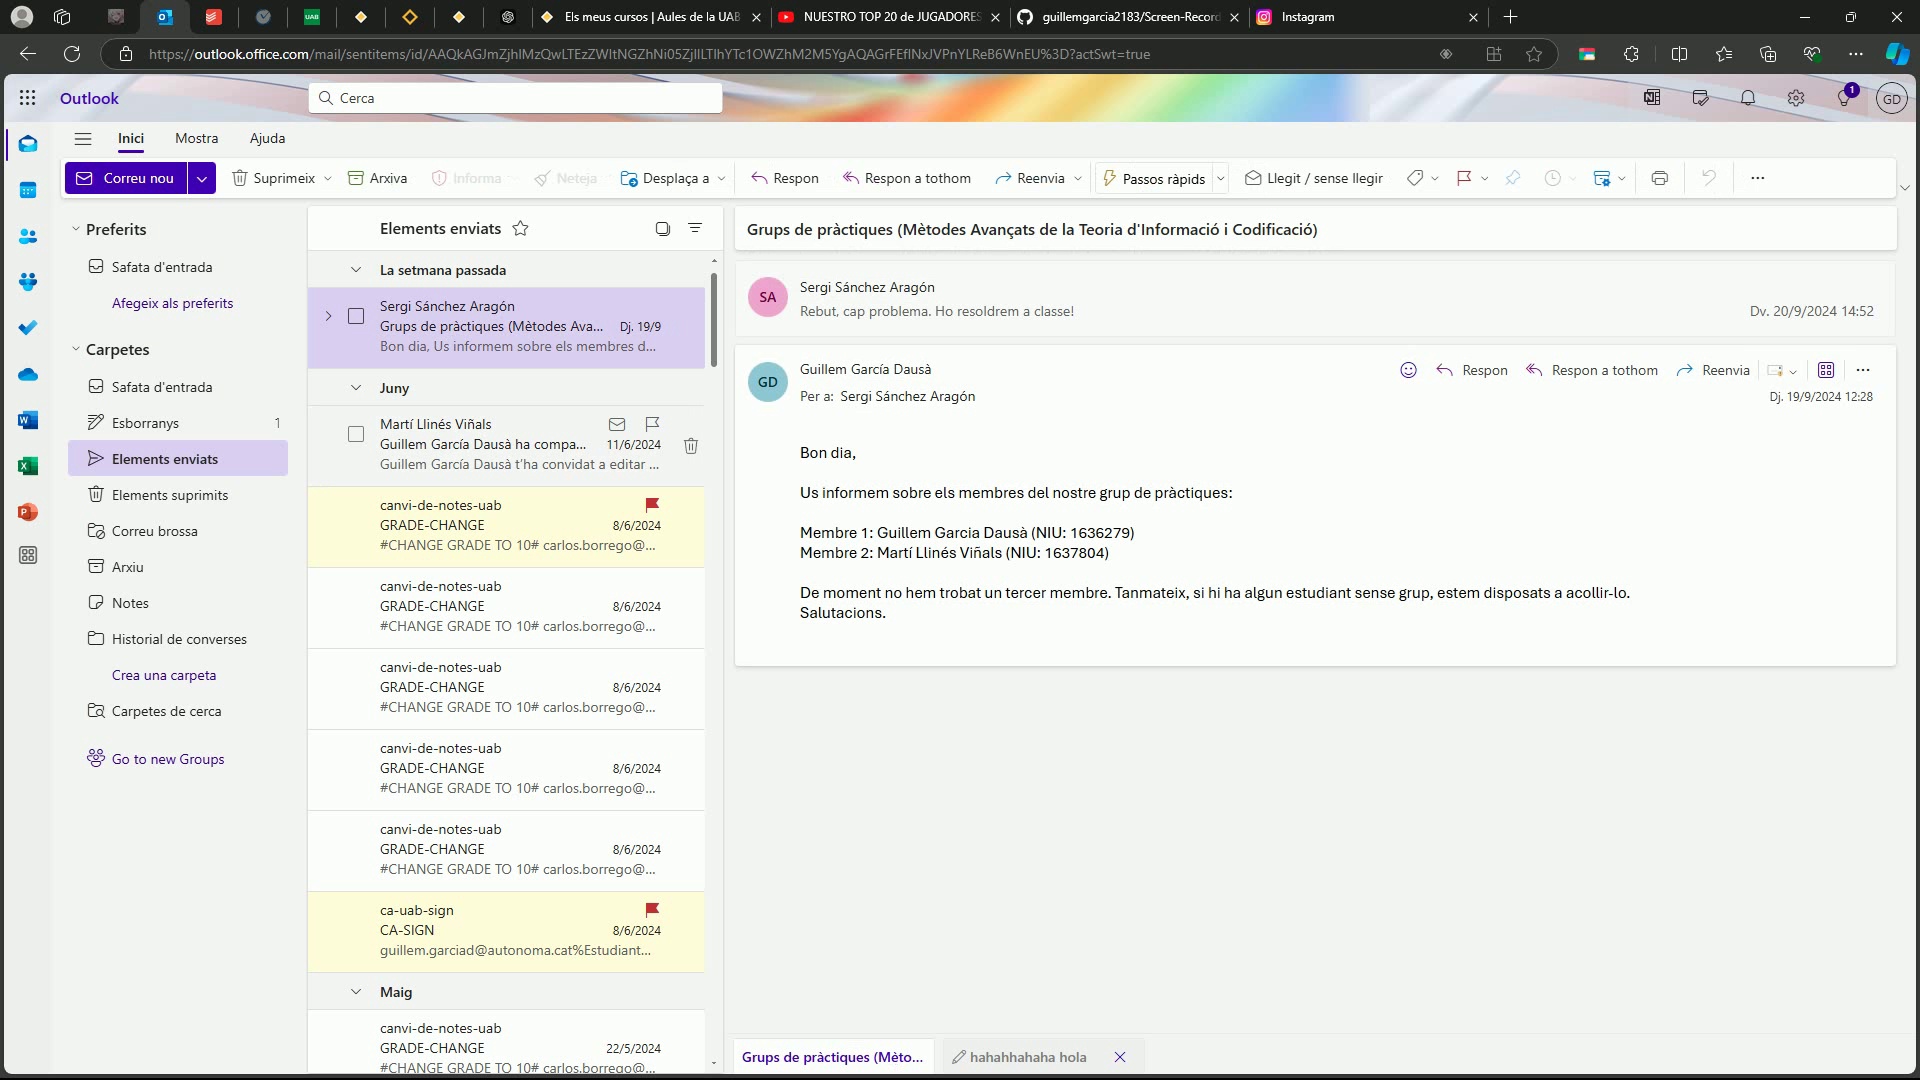 Els meus cursos | Aules de la UAB
NUESTRO TOP 20 de JUGADORES
guillemgarcia2183/Screen-Record
Instagram
Outlook
Cerca
GD
1
Inici
Mostra
Ajuda
Correu nou
Suprimeix
Arxiva
Informa
Neteja
Desplaça a
Respon
Respon a tothom
Reenvia
Passos ràpids
Llegit / sense llegir
Preferits
Safata d'entrada
Afegeix als preferits
Carpetes
Safata d'entrada
Esborranys 1
Elements enviats
Elements suprimits
Correu brossa
Arxiu
Notes
Historial de converses
Crea una carpeta
Carpetes de cerca
Go to new Groups
Elements enviats
La setmana passada
Sergi Sánchez Aragón
Grups de pràctiques (Mètodes Ava... Dj. 19/9
Bon dia, Us informem sobre els membres d...
Juny
Martí Llinés Viñals
Guillem García Dausà ha compa... 11/6/2024
Guillem García Dausà t'ha convidat a editar ...
canvi-de-notes-uab
GRADE-CHANGE 8/6/2024
#CHANGE GRADE TO 10# carlos.borrego@...
canvi-de-notes-uab
GRADE-CHANGE 8/6/2024
#CHANGE GRADE TO 10# carlos.borrego@...
canvi-de-notes-uab
GRADE-CHANGE 8/6/2024
#CHANGE GRADE TO 10# carlos.borrego@...
canvi-de-notes-uab
GRADE-CHANGE 8/6/2024
#CHANGE GRADE TO 10# carlos.borrego@...
canvi-de-notes-uab
GRADE-CHANGE 8/6/2024
#CHANGE GRADE TO 10# carlos.borrego@...
ca-uab-sign
CA-SIGN 8/6/2024
guillem.garciad@autonoma.cat%Estudiant...
Maig
canvi-de-notes-uab
GRADE-CHANGE 22/5/2024
#CHANGE GRADE TO 10# carlos.borrego@...
Grups de pràctiques (Mètodes Avançats de la Teoria d'Informació i Codificació)
SA
Sergi Sánchez Aragón
Rebut, cap problema. Ho resoldrem a classe!
Dv. 20/9/2024 14:52
GD
Guillem García Dausà
Per a: Sergi Sánchez Aragón
Respon
Respon a tothom
Reenvia
Dj. 19/9/2024 12:28
Bon dia,
Us informem sobre els membres del nostre grup de pràctiques:
Membre 1: Guillem Garcia Dausà (NIU: 1636279)
Membre 2: Martí Llinés Viñals (NIU: 1637804)
De moment no hem trobat un tercer membre. Tanmateix, si hi ha algun estudiant sense grup, estem disposats a acollir-lo.
Salutacions.
Grups de pràctiques (Mèto...
hahahhahaha hola